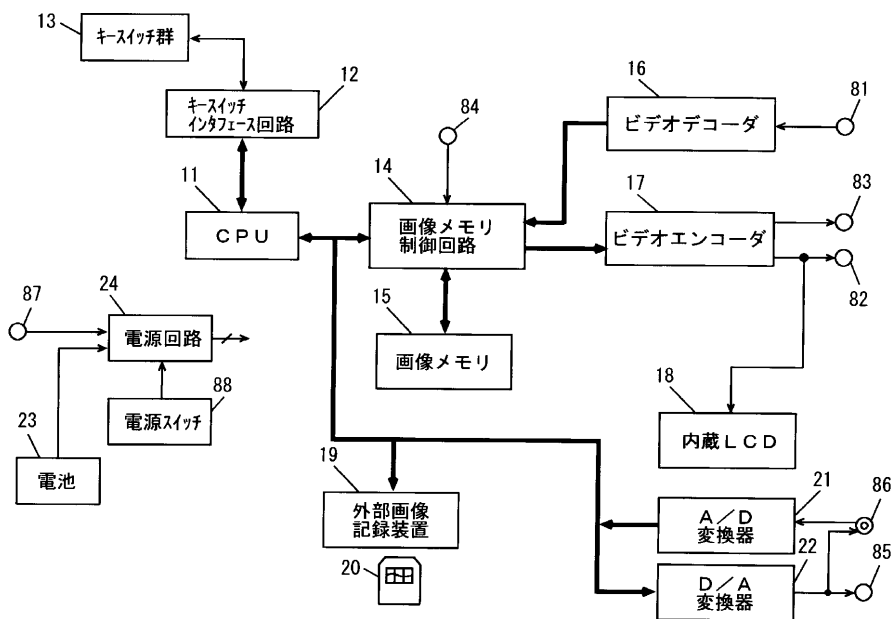 13
ｷｰｽｲｯﾁ群
12
ｷｰｽｲｯﾁ
ｲﾝﾀﾌｪｰｽ回路
84
16
ビデオデコーダ
81
11
CPU
14
画像メモリ
制御回路
17
ビデオエンコーダ
83
82
87
24
電源回路
15
画像メモリ
88
電源ｽｲｯﾁ
23
電池
18
内蔵LCD
19
外部画像
記録装置
20
21
A／D
変換器
86
22
D／A
変換器
85